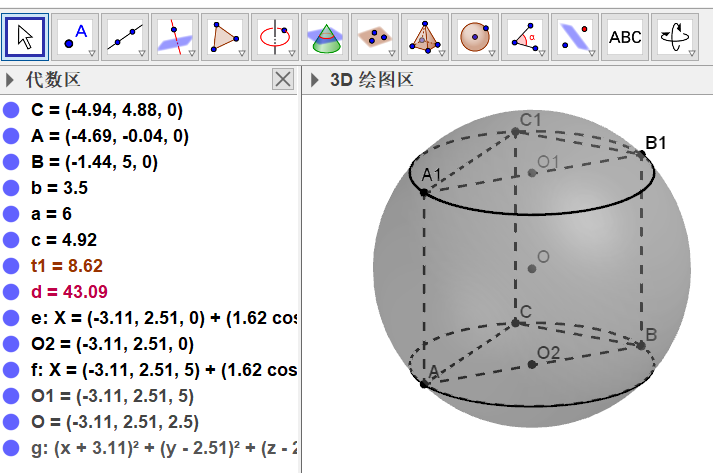 ABC
代数区
3D 绘图区
C = (-4.94, 4.88, 0)
A = (-4.69, -0.04, 0)
B = (-1.44, 5, 0)
b = 3.5
a = 6
c = 4.92
t1 = 8.62
d = 43.09
e: X = (-3.11, 2.51, 0) + (1.62 cos
O2 = (-3.11, 2.51, 0)
f: X = (-3.11, 2.51, 5) + (1.62 cos
O1 = (-3.11, 2.51, 5)
O = (-3.11, 2.51, 2.5)
g: (x + 3.11)² + (y - 2.51)² + (z - 2
C1
B1
O1
A1
O
C
B
O2
A